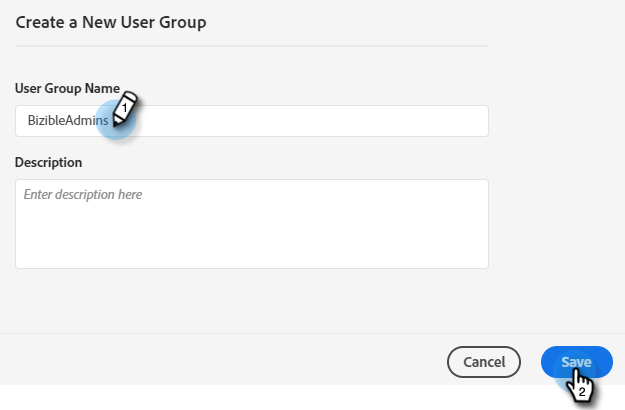 Create a New User Group
User Group Name
1
BizibleAdmins
Description
Enter description here
Cancel
Save
2